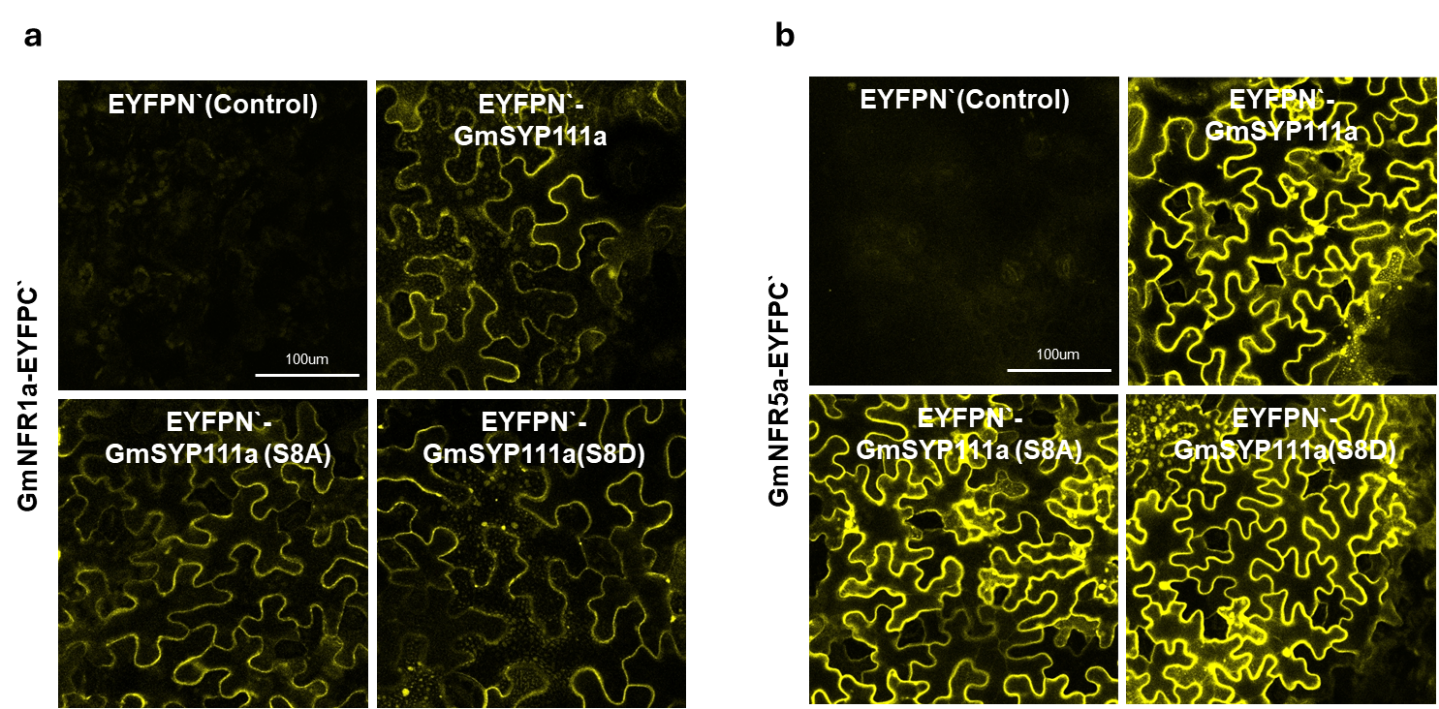 a
EYFPN`(Control)
EYFPN`-
GmSYP111a
100um
EYFPN`-
GmSYP111a (S8A)
EYFPN`-
GmSYP111a(S8D)
GmNFR1a-EYFPC`
b
EYFPN`(Control)
EYFPN`-
GmSYP111a
100um
EYFPN`-
GmSYP111a (S8A)
EYFPN`-
GmSYP111a(S8D)
GmNFR5a-EYFPC`